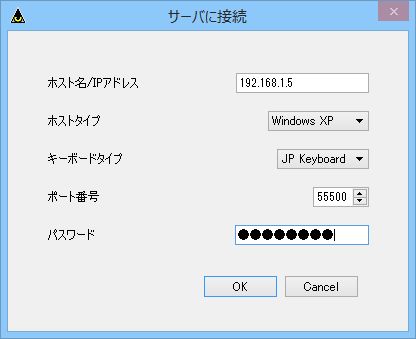 サーバに接続
ホスト名/IPアドレス 192.168.1.5
ホストタイプ Windows XP
キーボードタイプ JP Keyboard
ポート番号 55500
パスワード ●●●●●●●●
OK Cancel